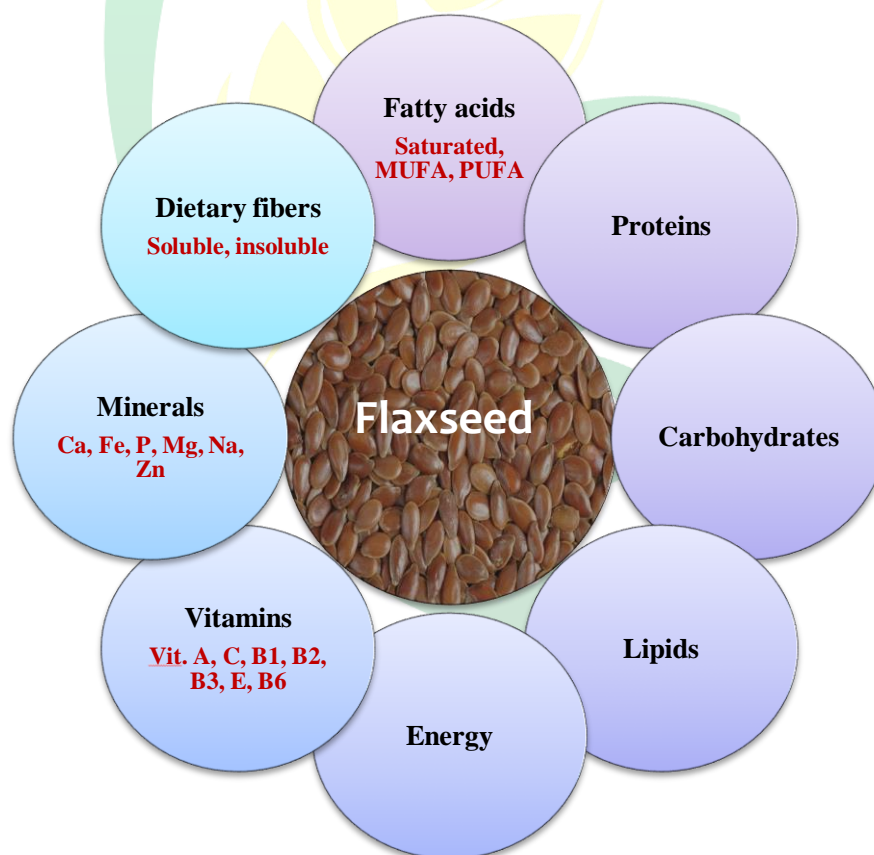 Fatty acids
Saturated,
MUFA, PUFA
Proteins
Carbohydrates
Lipids
Energy
Vitamins
Vit. A, C, B1, B2,
B3, E, B6
Minerals
Ca, Fe, P, Mg, Na,
Zn
Dietary fibers
Soluble, insoluble
Flaxseed